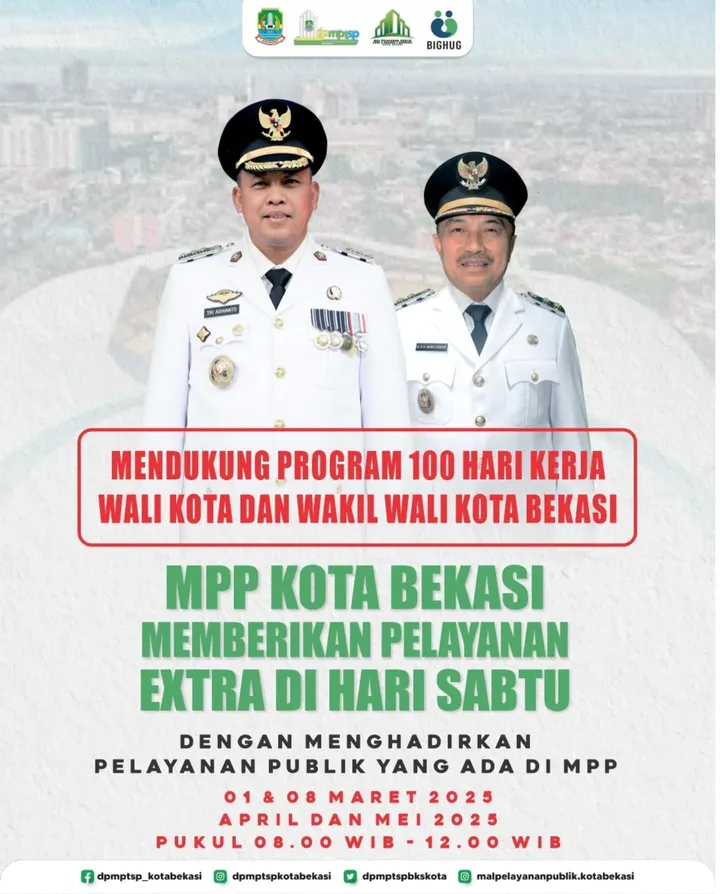 dpmptsp
BIGHUG
TRI ADHIANTO
MENDUKUNG PROGRAM 100 HARI KERJA
WALI KOTA DAN WAKIL WALI KOTA BEKASI
MPP KOTA BEKASI
MEMBERIKAN PELAYANAN
EXTRA DI HARI SABTU
DENGAN MENGHADIRKAN
PELAYANAN PUBLIK YANG ADA DI MPP
01 & 08 MARET 2025
APRIL DAN MEI 2025
PUKUL 08.00 WIB - 12.00 WIB
dpmptsp_kotabekasi dpmptspkotabekasi dpmptspbkskota malpelayananpublik.kotabekasi